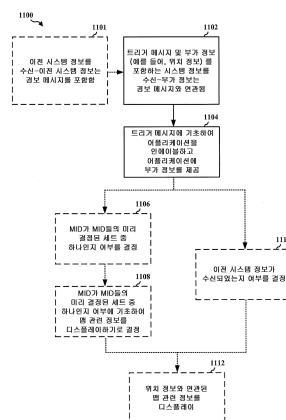 1100
1101
이전 시스템 정보를
수신-이전 시스템 정보는
경보 메시지를 포함함
1102
트리거 메시지 및 부가 정보
(예를 들어, 위치 정보) 를
포함하는 시스템 정보를
수신-부가 정보는
경보 메시지와 연관됨
1104
트리거 메시지에 기초하여
어플리케이션을
인에이블하고
어플리케이션에
부가 정보를 제공
1106
MID가 MID들의 미리
결정된 세트 중
하나인지 여부를 결정
이전 시스템 정보가
수신되었는지 여부를 결정
1108
MID가 MID들의
미리 결정된 세트 중
하나인지 여부에 기초하여
맵 관련 정보를
디스플레이하기로 결정
1112
위치 정보와 연관된
맵 관련 정보를
디스플레이